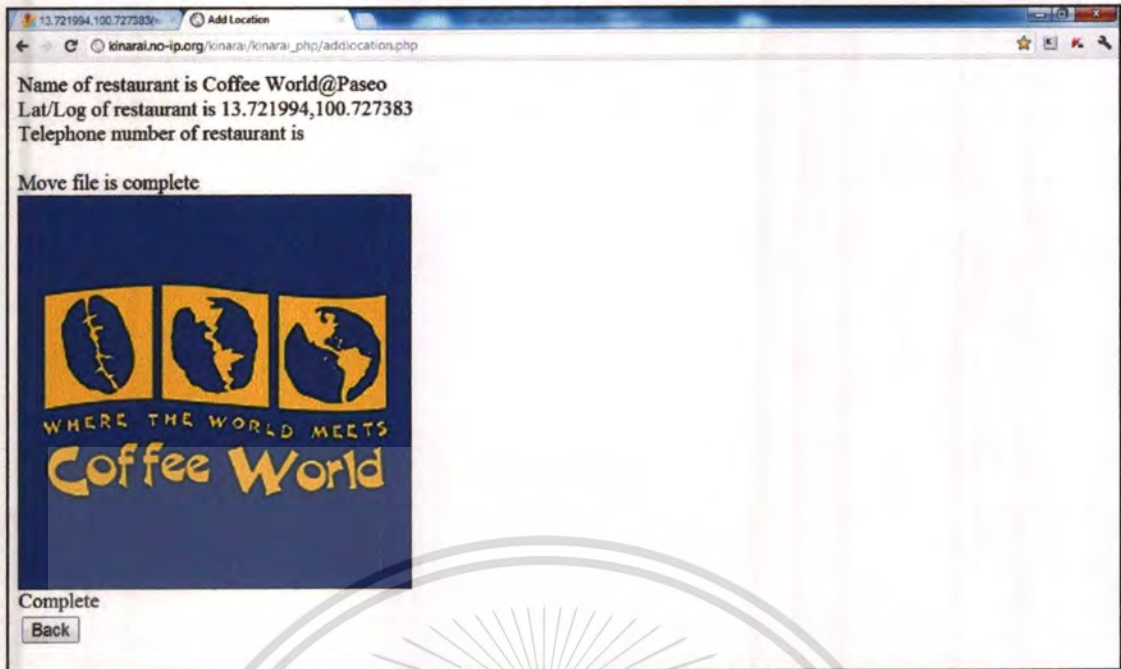 13.721994,100.727383(
Add Location
kinarai.no-ip.org/kinarai/kinarai_php/addlocation.php
Name of restaurant is Coffee World@Paseo
Lat/Log of restaurant is 13.721994,100.727383
Telephone number of restaurant is
Move file is complete
WHERE THE WORLD MEETS
Coffee World
Complete
Back